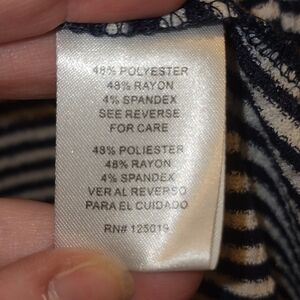 48% POLYESTER
48% RAYON
4% SPANDEX
SEE REVERSE
FOR CARE
48% POLIESTER
48% RAYON
4% SPANDEX
VER AL REVERSO
PARA EL CUIDADO
RN# 125019